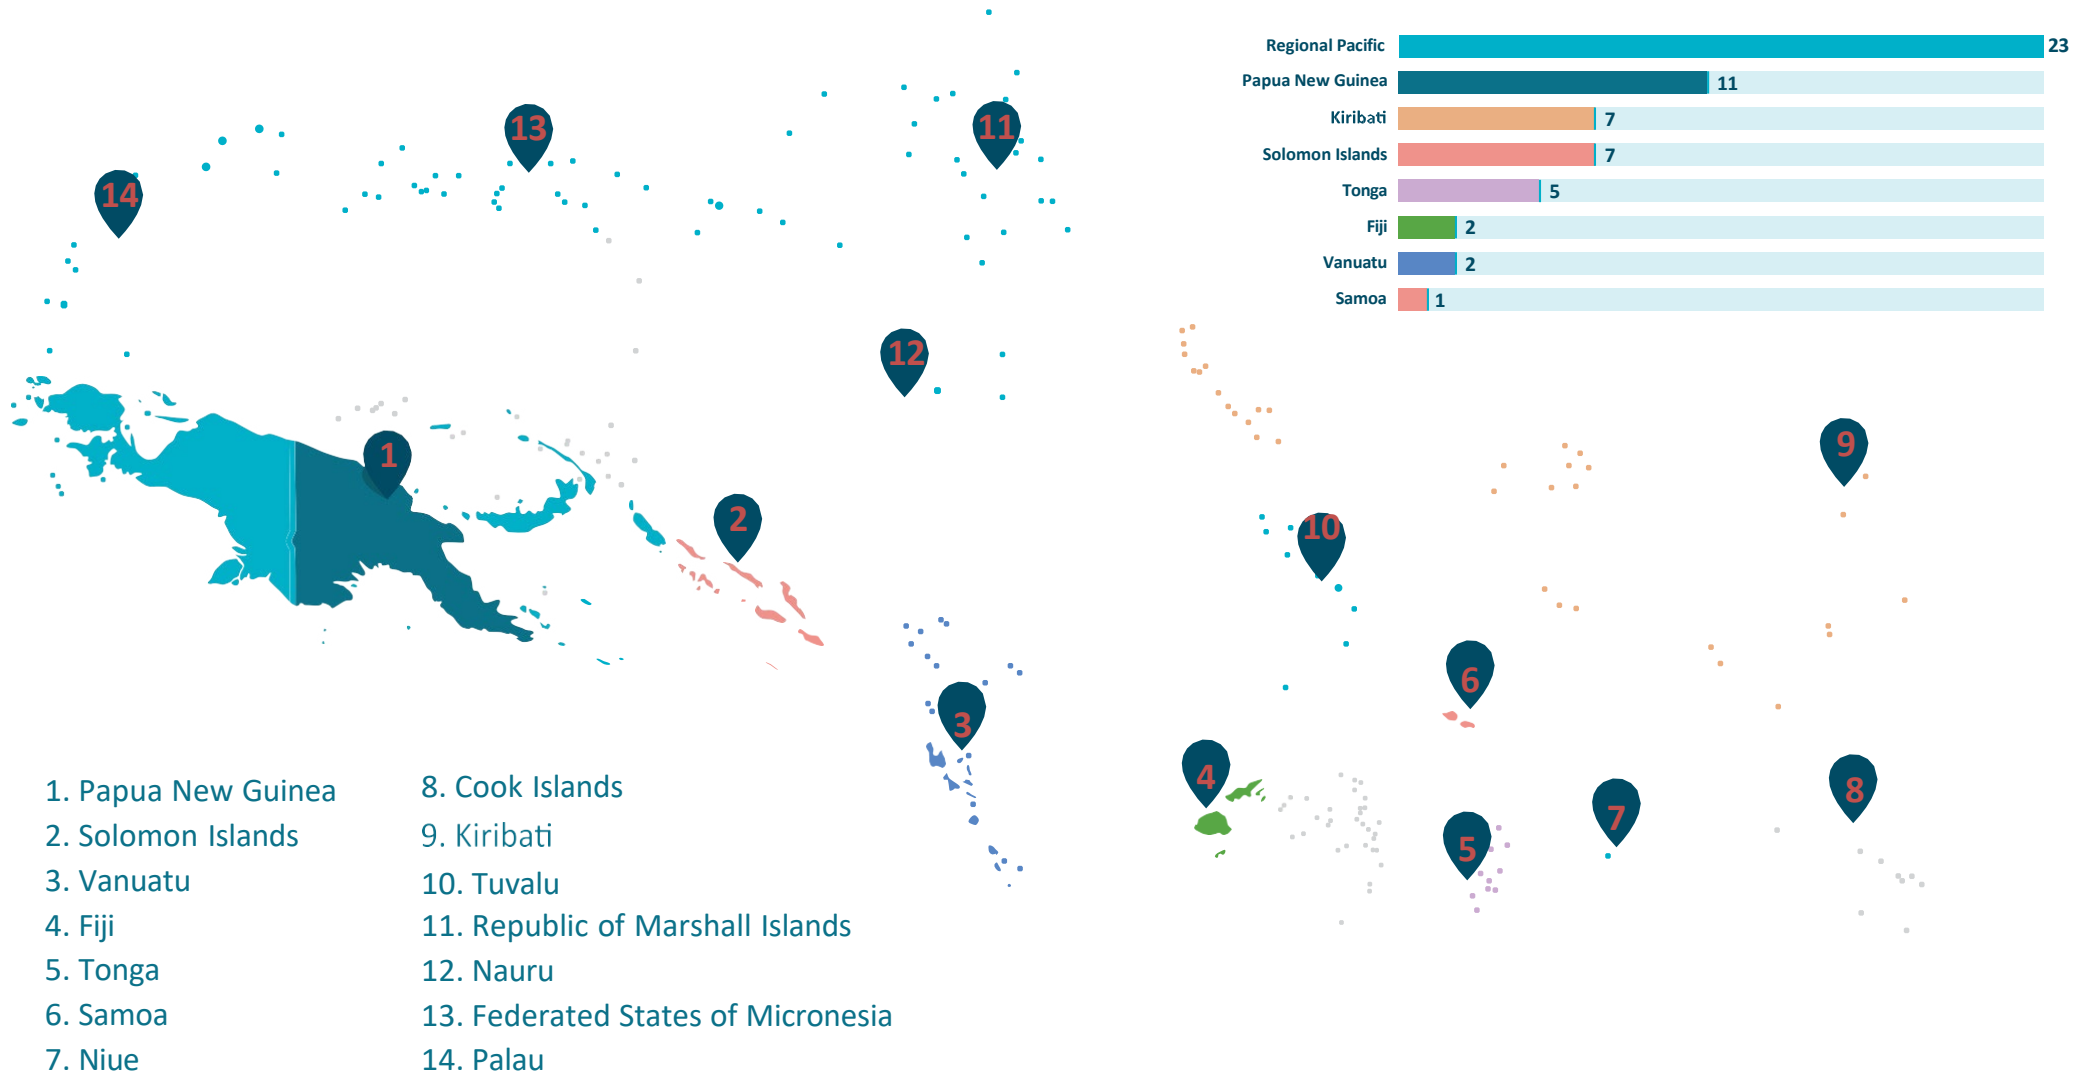 Regional Pacific 23
Papua New Guinea 11
Kiribati 7
Solomon Islands 7
Tonga 5
Fiji 2
Vanuatu 2
Samoa 1
13
11
14
12
1
9
2
10
6
3
4
8
7
5
1. Papua New Guinea
2. Solomon Islands
3. Vanuatu
4. Fiji
5. Tonga
6. Samoa
7. Niue
8. Cook Islands
9. Kiribati
10. Tuvalu
11. Republic of Marshall Islands
12. Nauru
13. Federated States of Micronesia
14. Palau